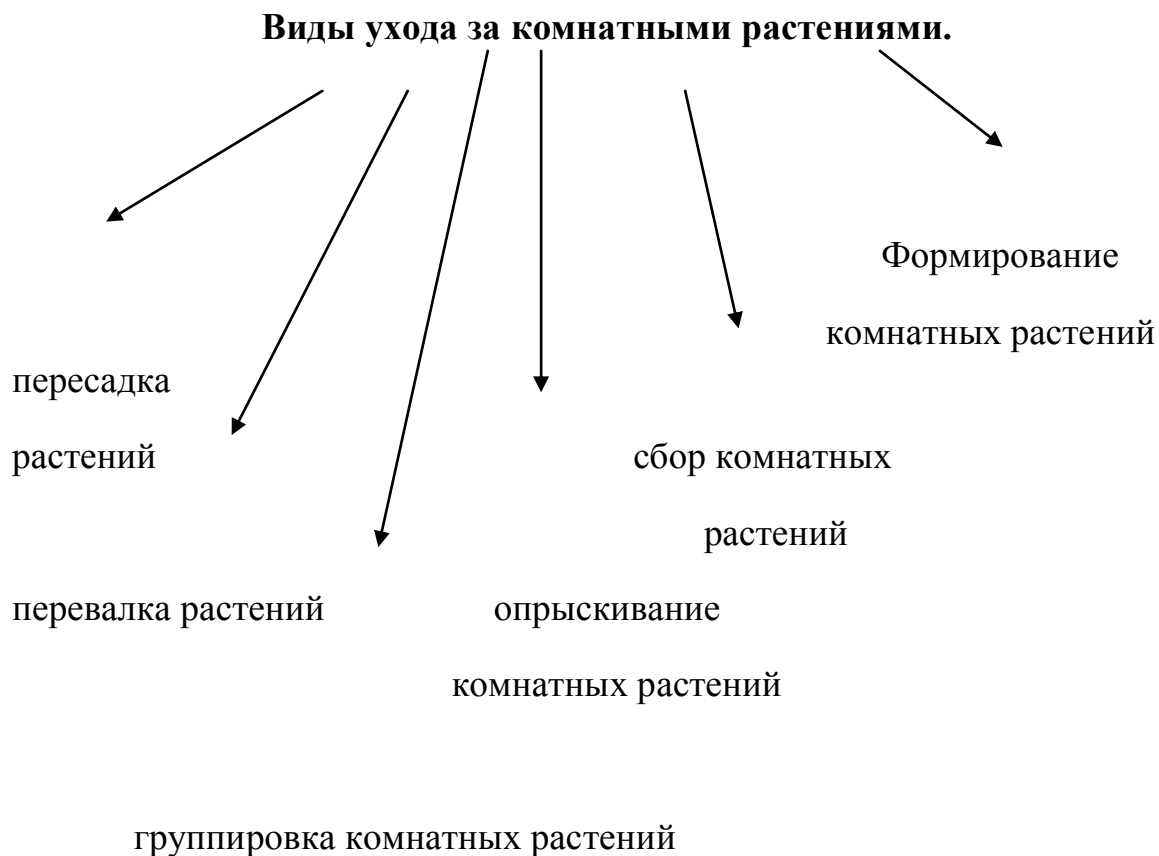 Виды ухода за комнатными растениями.
Формирование
комнатных растений
пересадка
растений
сбор комнатных
растений
перевалка растений
опрыскивание
комнатных растений
группировка комнатных растений